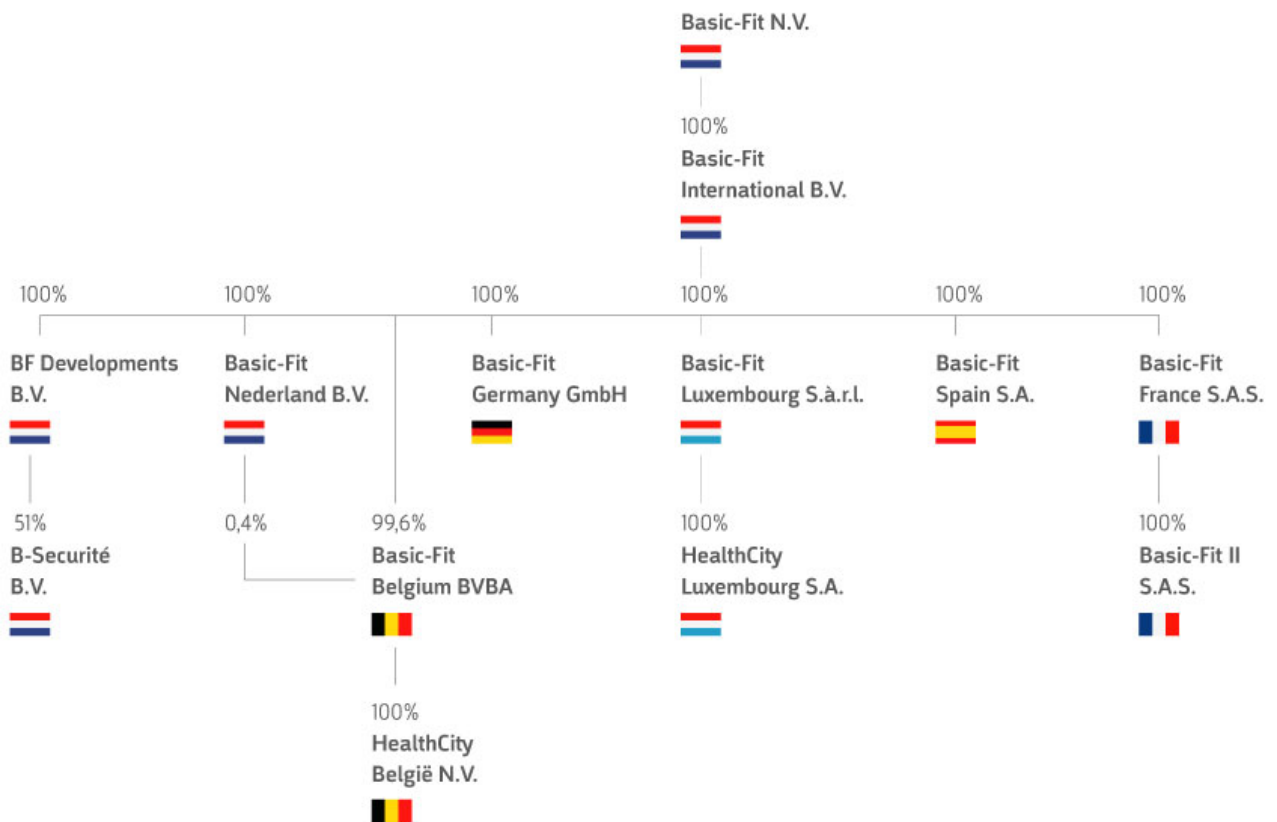 Basic-Fit N.V.
100%
Basic-Fit
International B.V.
100%
100%
100%
100%
100%
100%
BF Developments
B.V.
Basic-Fit
Nederland B.V.
Basic-Fit
Germany GmbH
Basic-Fit
Luxembourg S.à.r.l.
Basic-Fit
Spain S.A.
Basic-Fit
France S.A.S.
51%
B-Securité
B.V.
0,4%
99,6%
Basic-Fit
Belgium BVBA
100%
HealthCity
Luxembourg S.A.
100%
Basic-Fit II
S.A.S.
100%
HealthCity
België N.V.